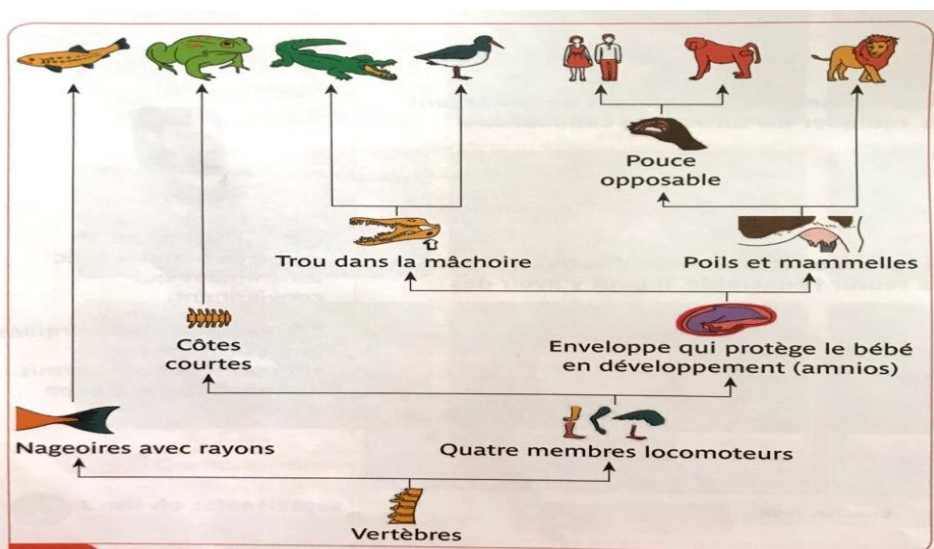 Pouce
opposable
Trou dans la mâchoire
Poils et mammelles
Côtes
courtes
Enveloppe qui protège le bébé
en développement (amnios)
Nageoires avec rayons
Quatre membres locomoteurs
Vertèbres